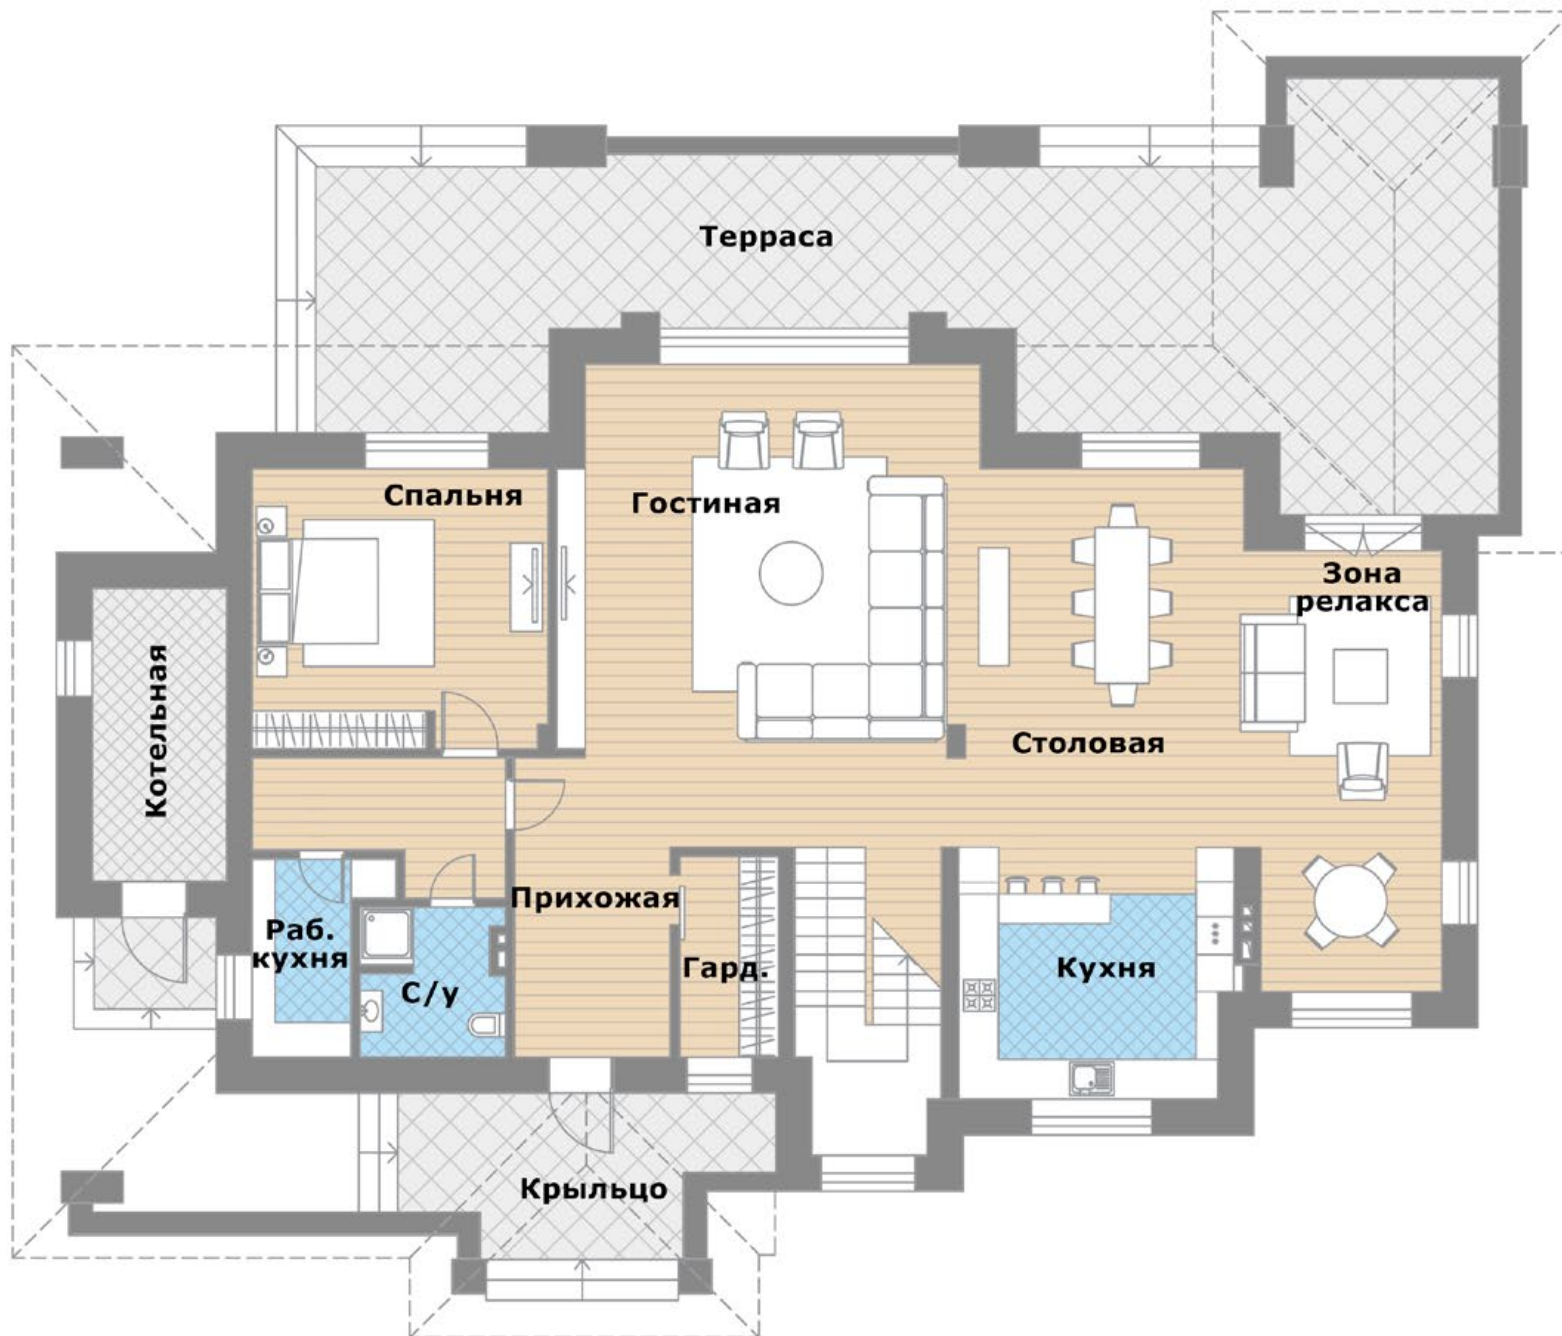 Терраса
Спальня
Гостиная
Зона
релакса
Котельная
Столовая
Прихожая
Раб.
кухня
Гард.
Кухня
С/у
Крыльцо